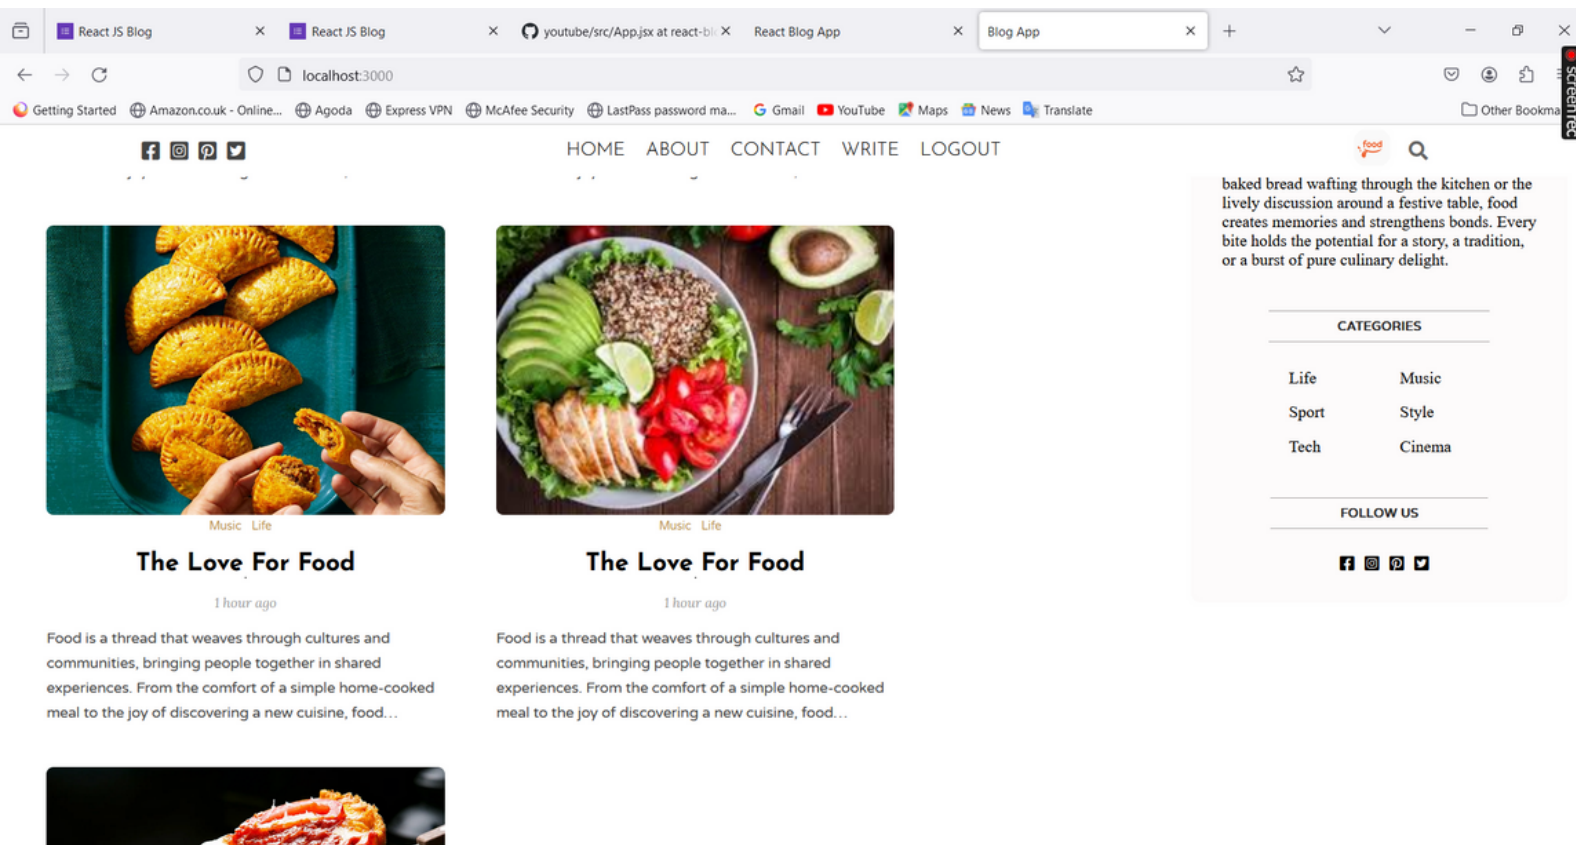 React JS Blog
React JS Blog
youtube/src/App.jsx at react-bl
React Blog App
Blog App
localhost:3000
Getting Started
Amazon.co.uk - Online...
Agoda
Express VPN
McAfee Security
LastPass password ma...
Gmail
YouTube
Maps
News
Translate
Other Bookma
screenrec
HOME ABOUT CONTACT WRITE LOGOUT
food
Music Life
The Love For Food
1 hour ago
Food is a thread that weaves through cultures and
communities, bringing people together in shared
experiences. From the comfort of a simple home-cooked
meal to the joy of discovering a new cuisine, food...
Music Life
The Love For Food
1 hour ago
Food is a thread that weaves through cultures and
communities, bringing people together in shared
experiences. From the comfort of a simple home-cooked
meal to the joy of discovering a new cuisine, food...
baked bread wafting through the kitchen or the
lively discussion around a festive table, food
creates memories and strengthens bonds. Every
bite holds the potential for a story, a tradition,
or a burst of pure culinary delight.
CATEGORIES
Life Music
Sport Style
Tech Cinema
FOLLOW US